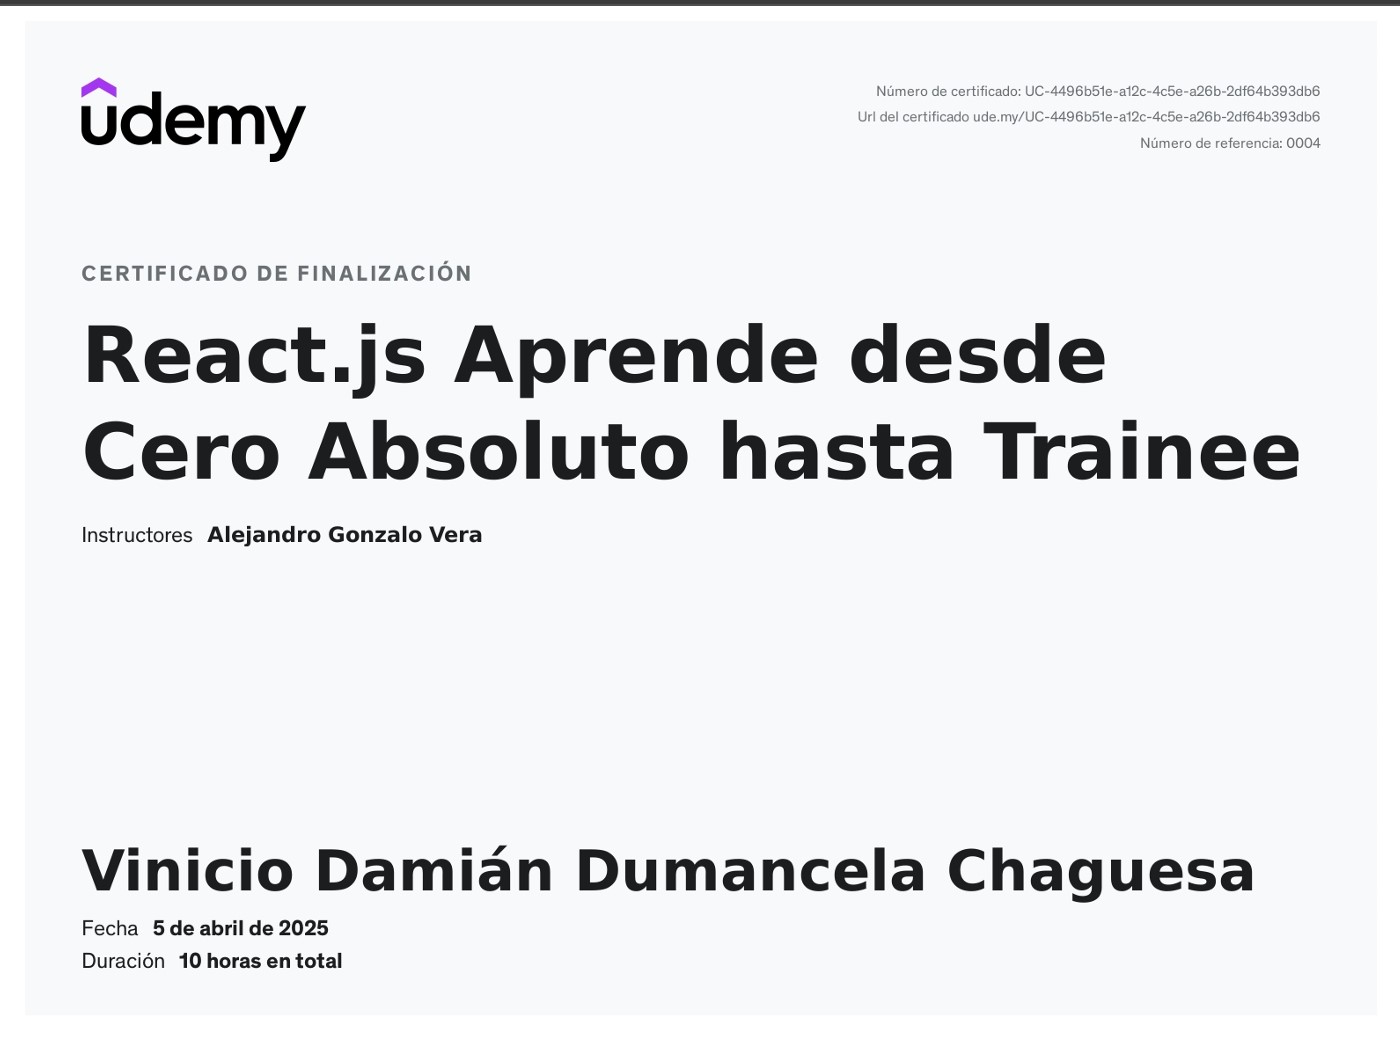 udemy
Número de certificado: UC-4496b51e-a12c-4c5e-a26b-2df64b393db6
Url del certificado ude.my/UC-4496b51e-a12c-4c5e-a26b-2df64b393db6
Número de referencia: 0004
CERTIFICADO DE FINALIZACIÓN
React.js Aprende desde
Cero Absoluto hasta Trainee
Instructores Alejandro Gonzalo Vera
Vinicio Damián Dumancela Chaguesa
Fecha 5 de abril de 2025
Duración 10 horas en total